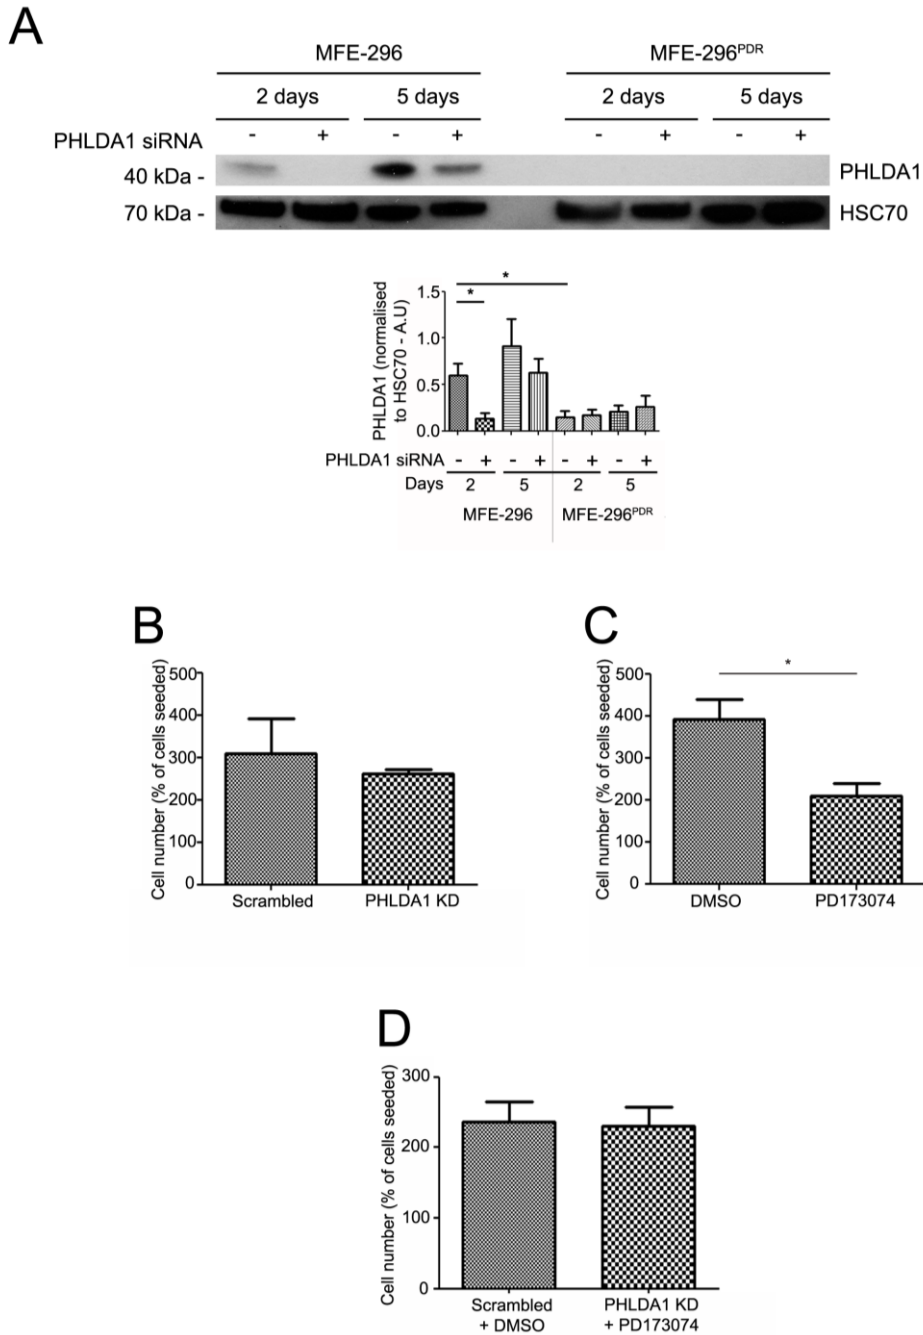 A
MFE-296 MFE-296PDR
2 days 5 days 2 days 5 days
PHLDA1 siRNA - + - + - + - +
40 kDa - PHLDA1
70 kDa - HSC70
PHLDA1 (normalised
to HSC70 - A.U)
1.5
1.0
0.5
0.0
*
*
PHLDA1 siRNA - + - + - + - +
Days 2 5 2 5
MFE-296 MFE-296PDR
B
Cell number (% of cells seeded)
500
400
300
200
100
0
Scrambled PHLDA1 KD
C
Cell number (% of cells seeded)
500
400
300
200
100
0
*
DMSO PD173074
D
Cell number (% of cells seeded)
300
200
100
0
Scrambled PHLDA1 KD
+ DMSO + PD173074